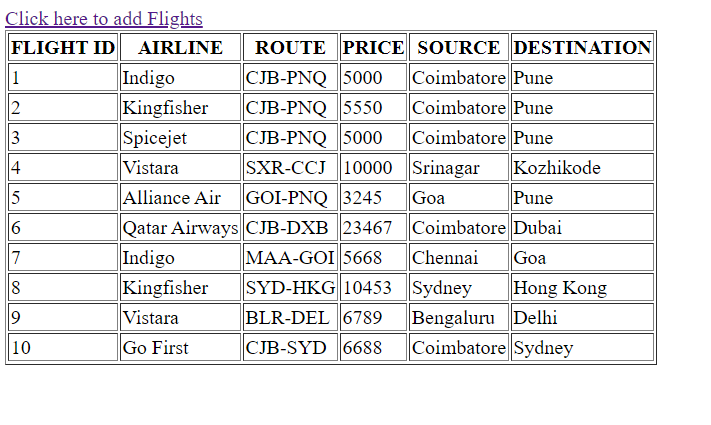 Click here to add Flights
FLIGHT ID AIRLINE ROUTE PRICE SOURCE DESTINATION
1 Indigo CJB-PNQ 5000 Coimbatore Pune
2 Kingfisher CJB-PNQ 5550 Coimbatore Pune
3 Spicejet CJB-PNQ 5000 Coimbatore Pune
4 Vistara SXR-CCJ 10000 Srinagar Kozhikode
5 Alliance Air GOI-PNQ 3245 Goa Pune
6 Qatar Airways CJB-DXB 23467 Coimbatore Dubai
7 Indigo MAA-GOI 5668 Chennai Goa
8 Kingfisher SYD-HKG 10453 Sydney Hong Kong
9 Vistara BLR-DEL 6789 Bengaluru Delhi
10 Go First CJB-SYD 6688 Coimbatore Sydney